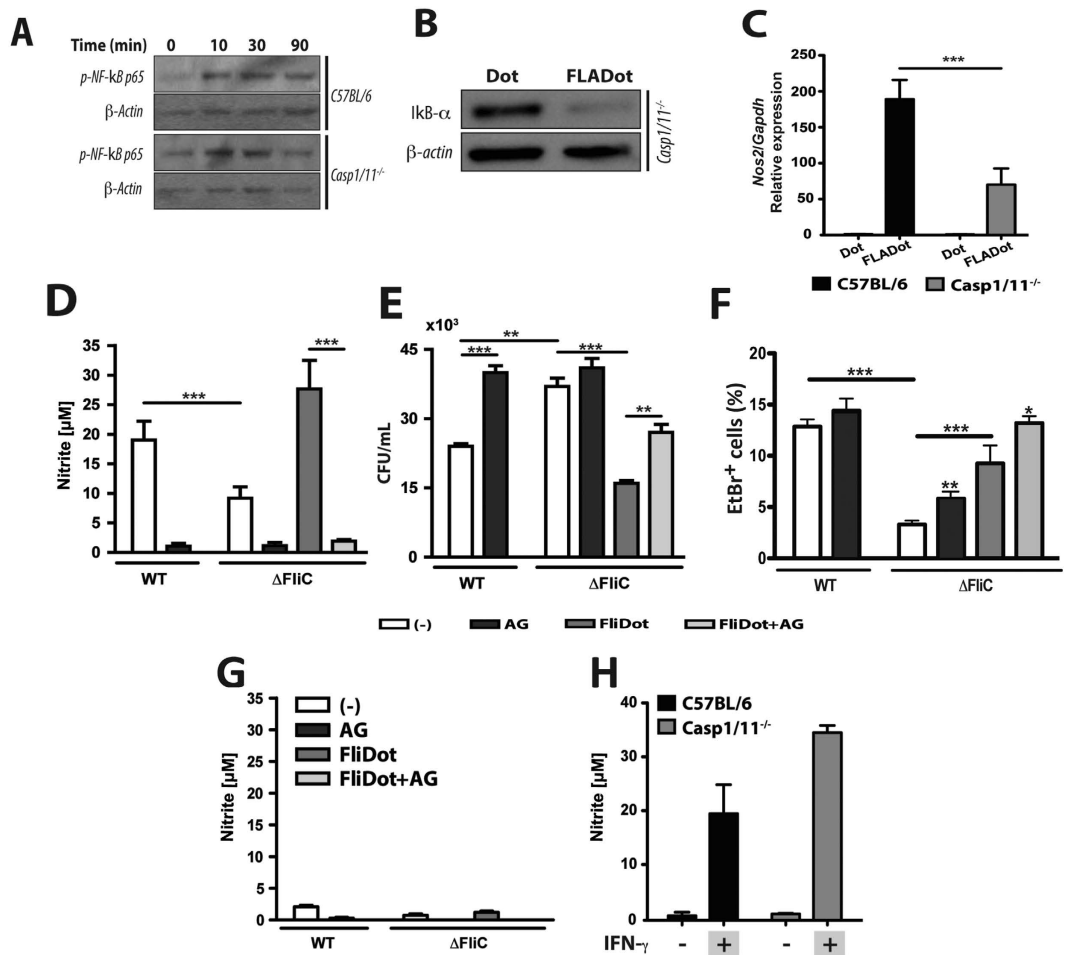 A
Time (min) 0 10 30 90
p-NF-kB p65
β-Actin
C57BL/6
p-NF-kB p65
β-Actin
Casp1/11-/-
B
Dot FLADot
IkB-α
β-actin
Casp1/11-/-
C
Nos2/Gapdh
Relative expression
250
200
150
100
50
0
***
Dot FLADot Dot FLADot
C57BL/6 Casp1/11-/-
D
Nitrite [µM]
35
30
25
20
15
10
5
0
***
***
WT ΔFliC
E
x10³
CFU/mL
45
30
15
0
** 
*** ***
**
WT ΔFliC
F
EtBr+ cells (%)
20
15
10
5
0
***
***
**
*
WT ΔFliC
(-) AG FliDot FliDot+AG
G
Nitrite [µM]
35
30
25
20
15
10
5
0
(-)
AG
FliDot
FliDot+AG
WT ΔFliC
H
C57BL/6
Casp1/11-/-
Nitrite [µM]
40
30
20
10
0
IFN-γ - + - +